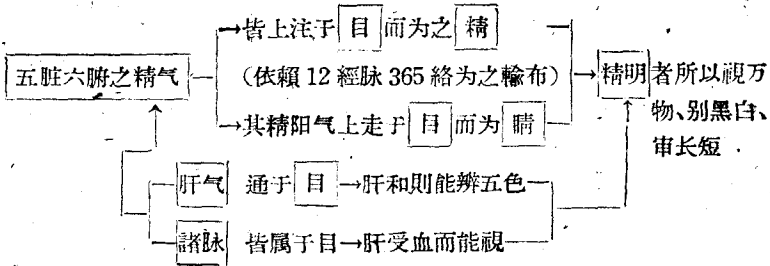 →皆上注于目而为之精
五脏六腑之精气 (依賴12經脉365絡为之輸布) →精明者所以視万
→其精阳气上走于目而为睛 物、别黑白、
审长短
肝气 通于目→肝和則能辨五色
諸脉 皆属于目→肝受血而能視